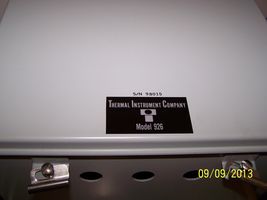 S/N 98015
THERMAL INSTRUMENT COMPANY
MODEL 926
09/09/2013